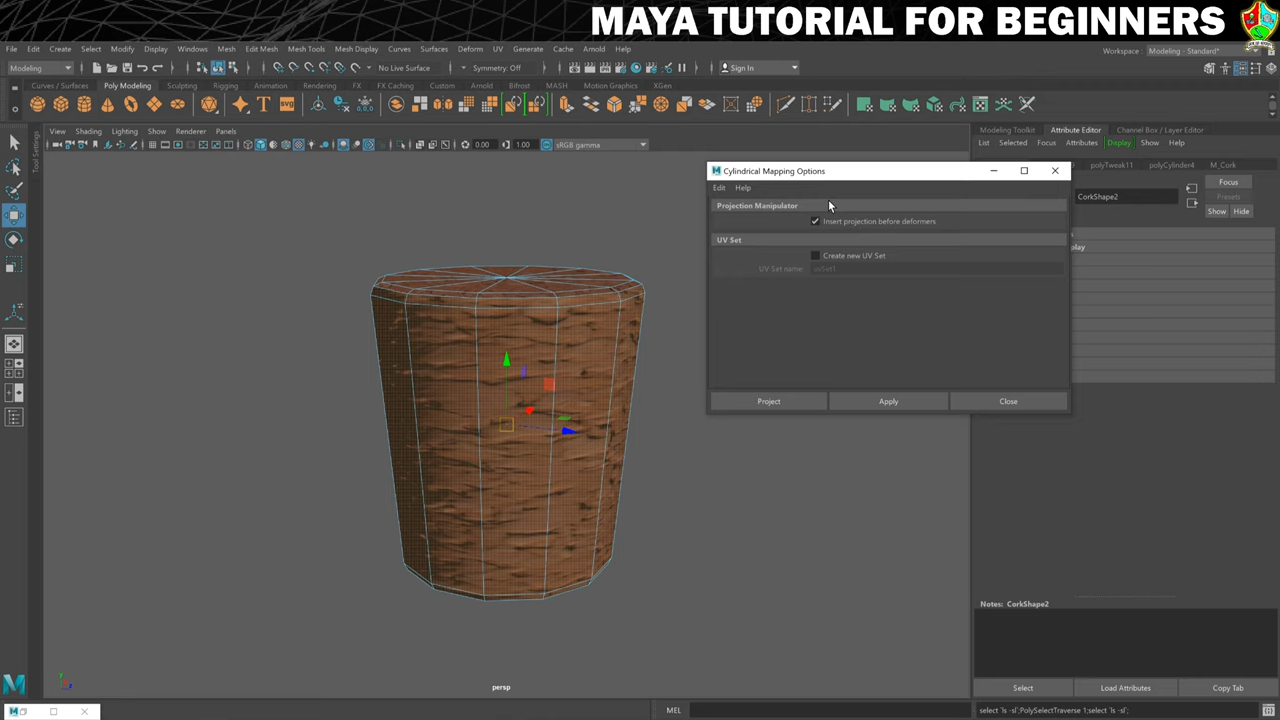 MAYA TUTORIAL FOR BEGINNERS
File Edit Create Select Modify Display Windows Mesh Edit Mesh Mesh Tools Mesh Display Curves Surfaces Deform UV Generate Cache Arnold Help
Workspace : Modeling - Standard*
Modeling No Live Surface Symmetry: Off Sign In
Curves / Surfaces Poly Modeling Sculpting Rigging Animation Rendering FX FX Caching Custom Arnold Bifrost MASH Motion Graphics XGen
View Shading Lighting Show Renderer Panels
Modeling Toolkit Attribute Editor Channel Box / Layer Editor
List Selected Focus Attributes Display Show Help
0.00 1.00 sRGB gamma
Tool Settings
polyTweak11 polyCylinder4 M_Cork
Cylindrical Mapping Options
Edit Help
Projection Manipulator
Insert projection before deformers
UV Set
Create new UV Set
UV Set name: uvSet1
Project Apply Close
Focus
CorkShape2 Presets
Show Hide
play
Notes: CorkShape2
persp
Select Load Attributes Copy Tab
MEL select `ls -sl`;PolySelectTraverse 1;select `ls -sl`;